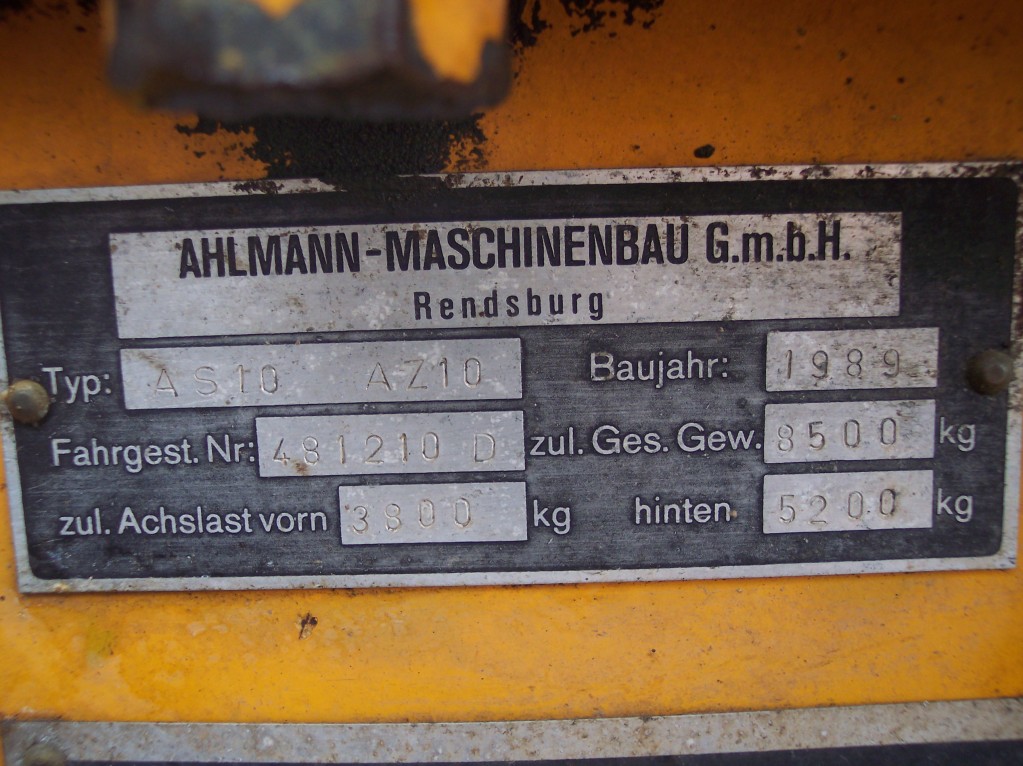 AHLMANN-MASCHINENBAU G.m.b.H.
Rendsburg
Typ: AS10 AZ10 Baujahr: 1989
Fahrgest. Nr: 481210 D zul. Ges. Gew. 8500 kg
zul. Achslast vorn 3800 kg hinten 5200 kg